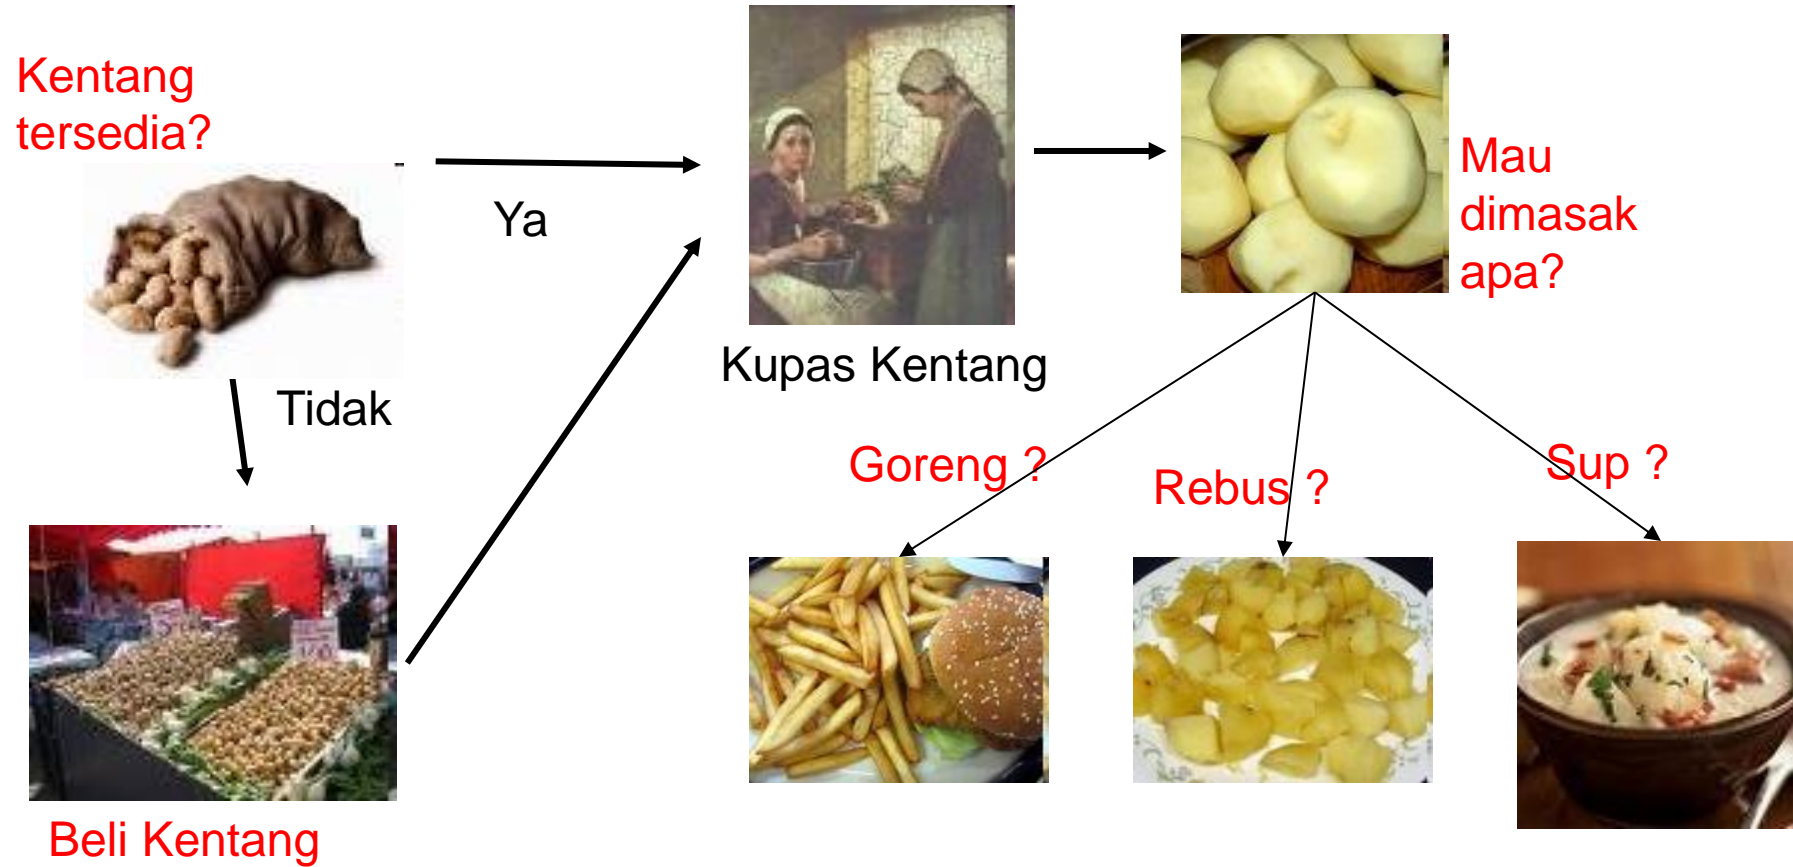 Kentang
tersedia?
Ya
Mau
dimasak
apa?
Kupas Kentang
Tidak
Goreng ?
Rebus ?
Sup ?
Beli Kentang